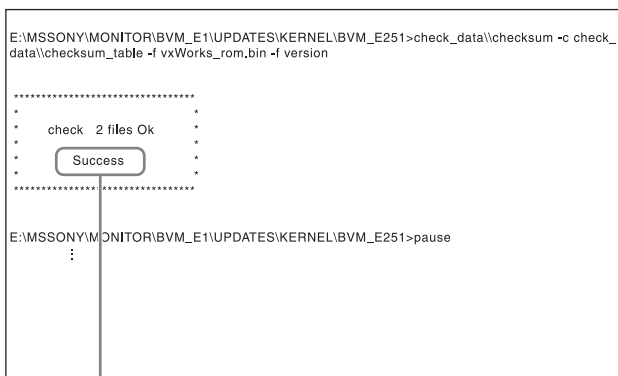 E:\MSSONY\MONITOR\BVM_E1\UPDATES\KERNEL\BVM_E251>check_data\\checksum -c check_
data\\checksum_table -f vxWorks_rom.bin -f version
*********************************
* *
* check 2 files Ok *
* *
* Success *
* *
*********************************
E:\MSSONY\MONITOR\BVM_E1\UPDATES\KERNEL\BVM_E251>pause
⋮